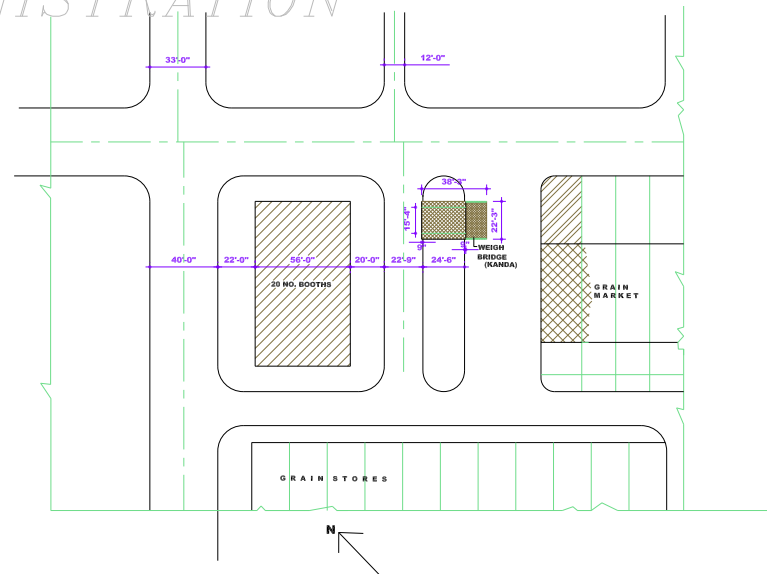 NISTRATION
33'-0"
12'-0"
38'-3"
15'-4"
22'-3"
9"
9"
WEIGH
BRIDGE
(KANDA)
40'-0" 22'-0" 56'-0" 20'-0" 22'-9" 24'-6"
20 NO. BOOTHS
GRAIN
MARKET
GRAIN STORES
N